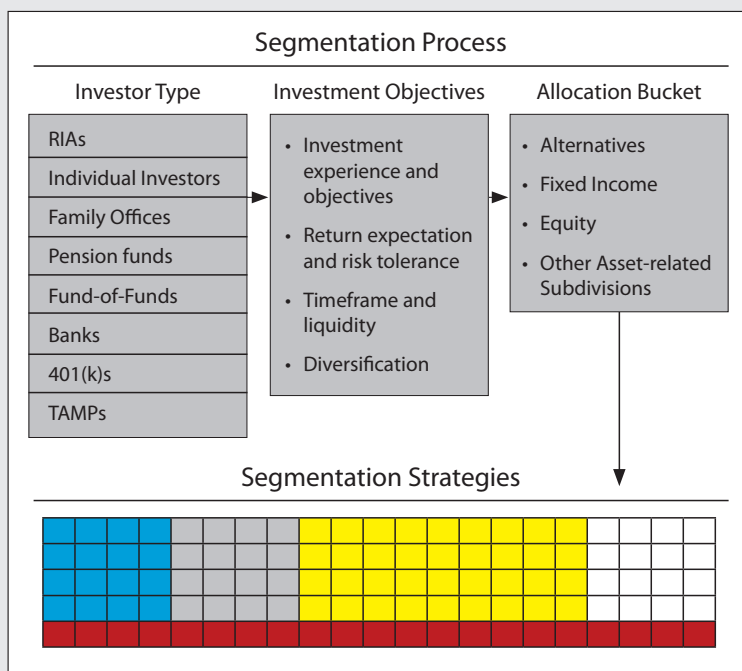 Segmentation Process
Investor Type
RIAs
Individual Investors
Family Offices
Pension funds
Fund-of-Funds
Banks
401(k)s
TAMPs
Investment Objectives
• Investment
experience and
objectives
• Return expectation
and risk tolerance
• Timeframe and
liquidity
• Diversification
Allocation Bucket
• Alternatives
• Fixed Income
• Equity
• Other Asset-related
Subdivisions
Segmentation Strategies